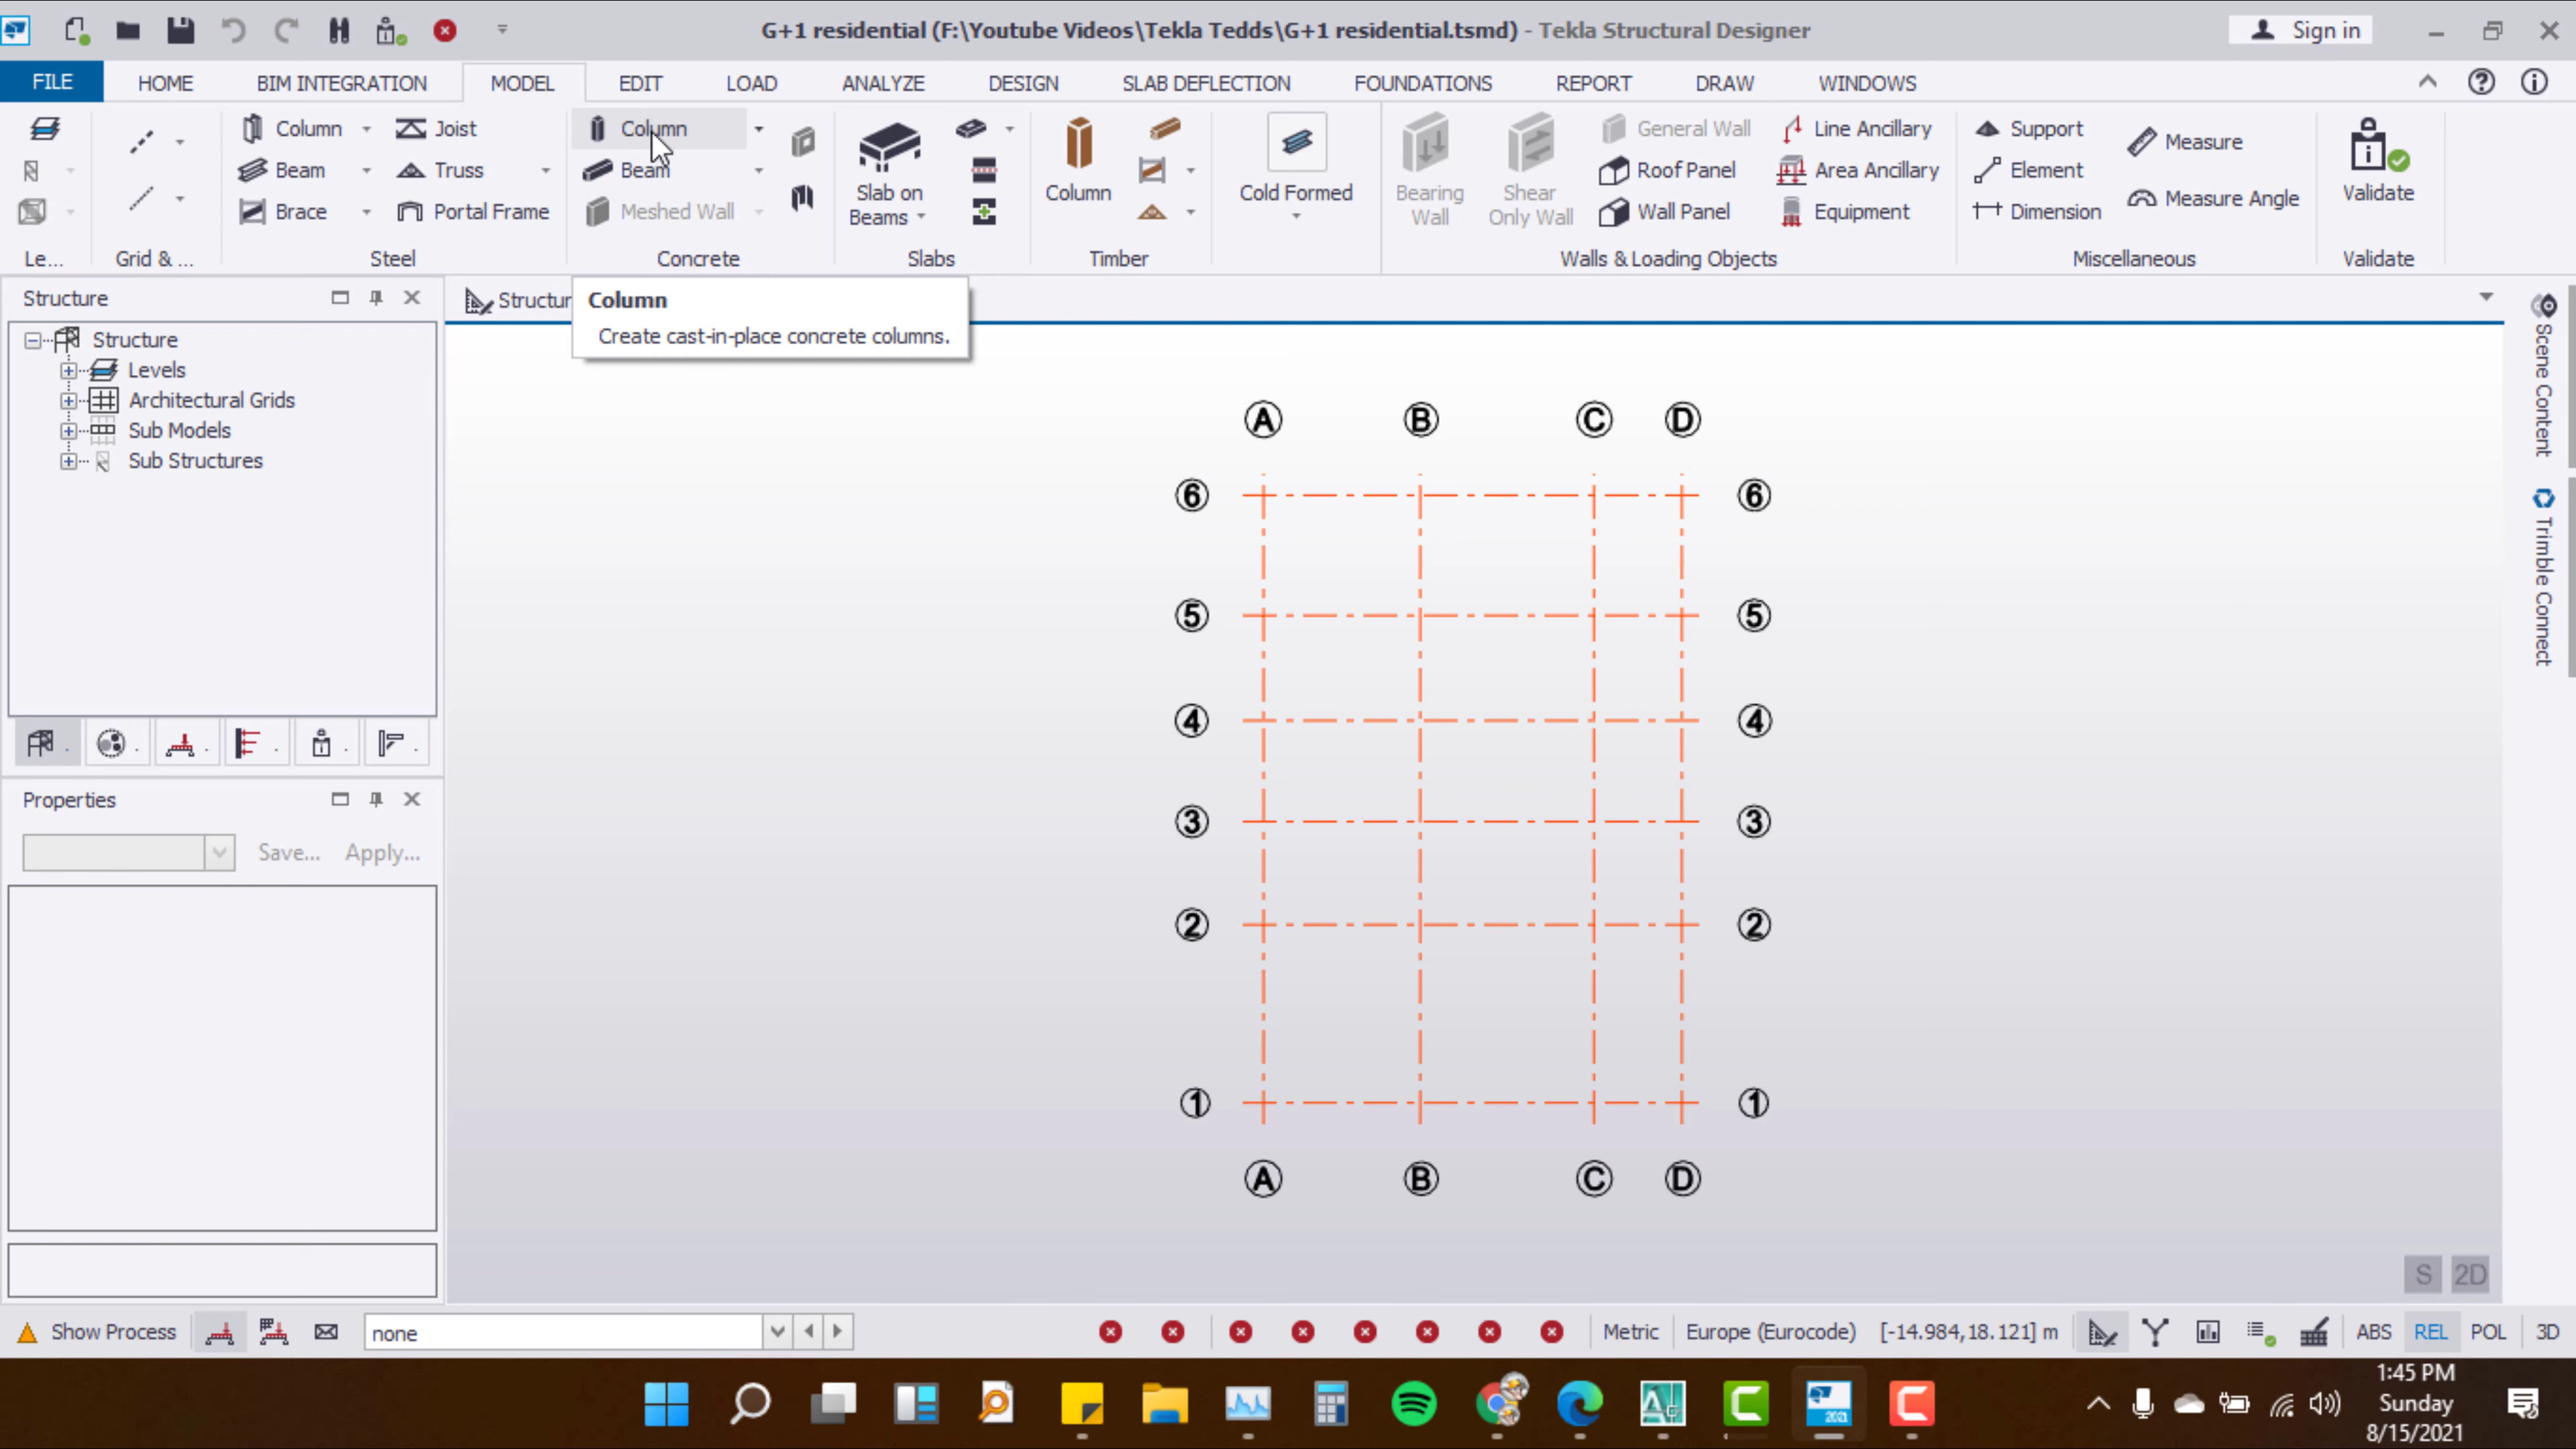 G+1 residential (F:\Youtube Videos\Tekla Tedds\G+1 residential.tsmd) - Tekla Structural Designer
Sign in
FILE HOME BIM INTEGRATION MODEL EDIT LOAD ANALYZE DESIGN SLAB DEFLECTION FOUNDATIONS REPORT DRAW WINDOWS
Column Joist Column General Wall Line Ancillary Support
Measure
Beam Truss Beam Roof Panel Area Ancillary Element
Slab on Beams Column Cold Formed Bearing Wall Shear Only Wall Validate
Measure Angle
Brace Portal Frame Meshed Wall Wall Panel Equipment Dimension
Le... Grid & ... Steel Concrete Slabs Timber Walls & Loading Objects Miscellaneous Validate
Structure
Structur
Column
Create cast-in-place concrete columns.
Structure
Levels
Architectural Grids
Sub Models
Sub Structures
Scene Content
Trimble Connect
A B C D
6 6
5 5
4 4
3 3
2 2
1 1
A B C D
Properties
Save... Apply...
S 2D
Show Process none Metric Europe (Eurocode) [-14.984,18.121] m ABS REL POL 3D
2021
1:45 PM
Sunday
8/15/2021